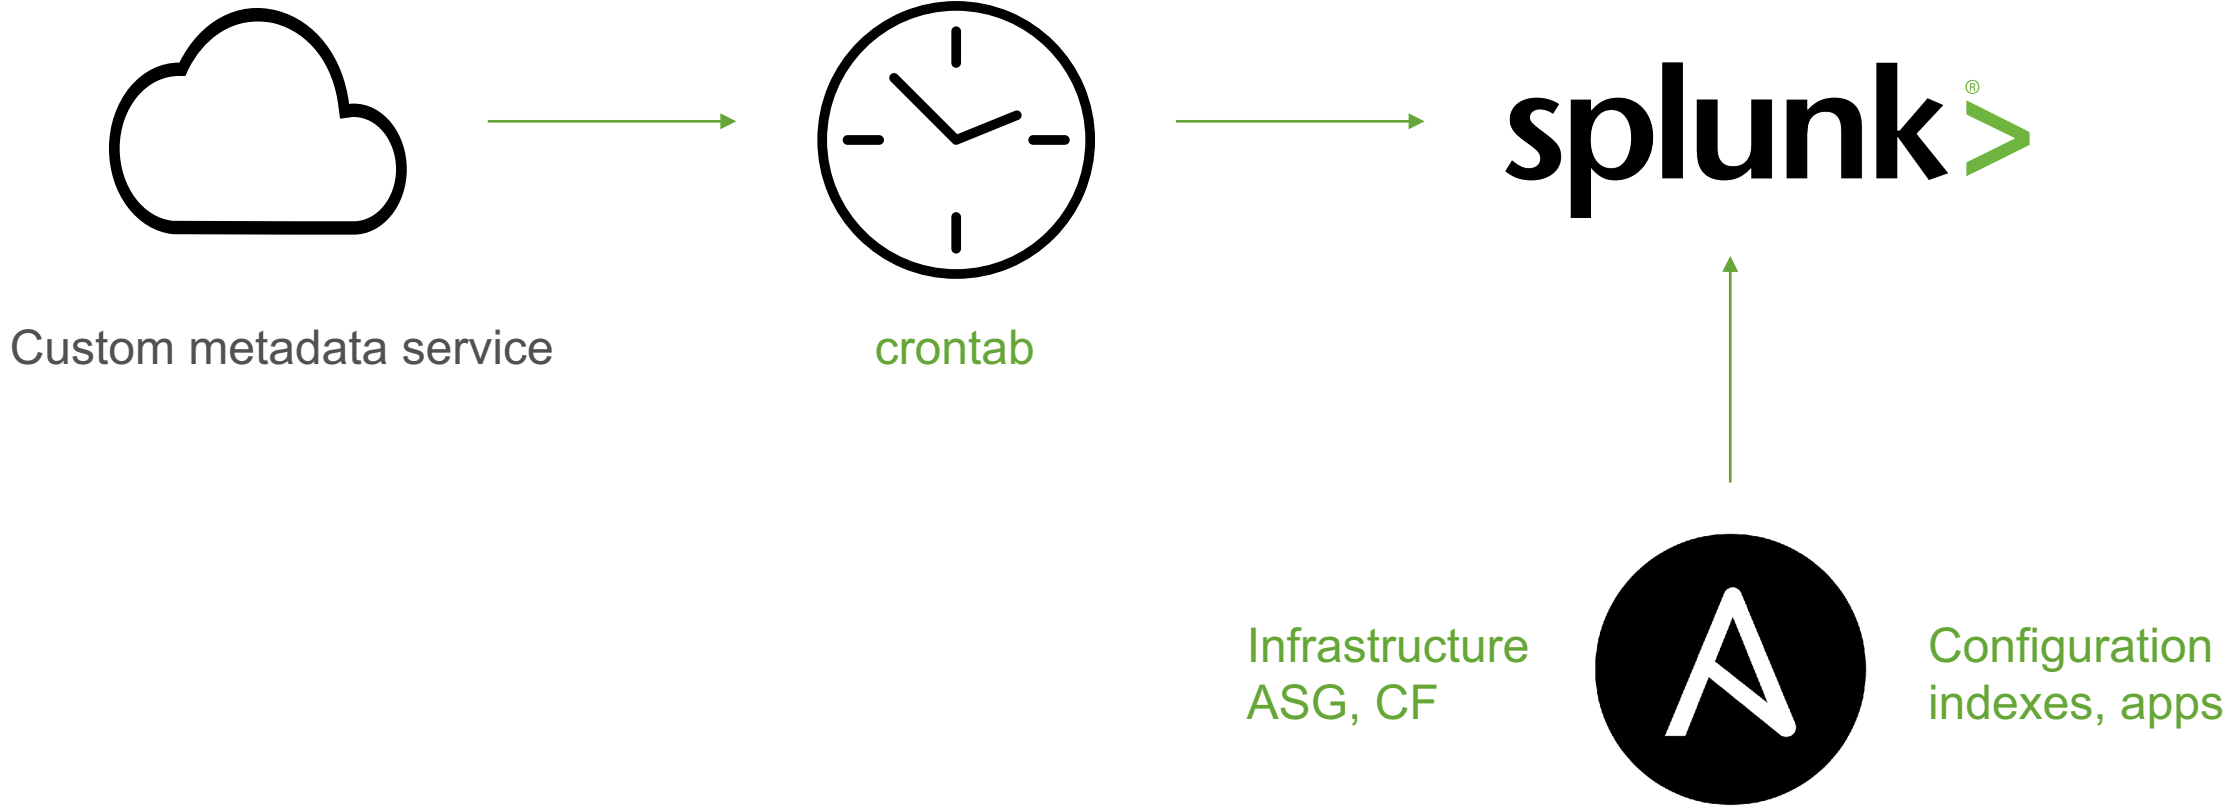 splunk>®
Custom metadata service
crontab
Infrastructure
ASG, CF
Configuration
indexes, apps